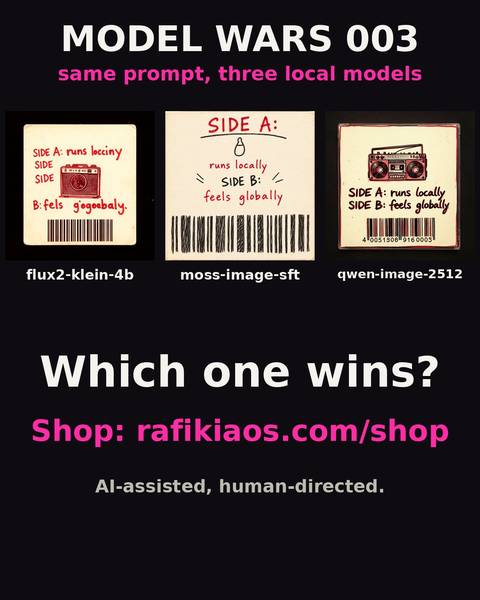 MODEL WARS 003
same prompt, three local models
SIDE A: runs locciny
SIDE
SIDE
B: fels gogoabaly.
flux2-klein-4b
SIDE A:
runs locally
SIDE B:
feels globally
moss-image-sft
SIDE A: runs locally
SIDE B: feels globally
qwen-image-2512
Which one wins?
Shop: rafikiaos.com/shop
AI-assisted, human-directed.